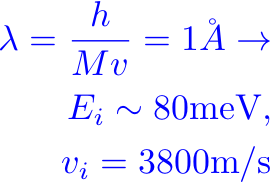 λ = h/Mv = 1Å →
E_i ∼ 80meV,
v_i = 3800m/s